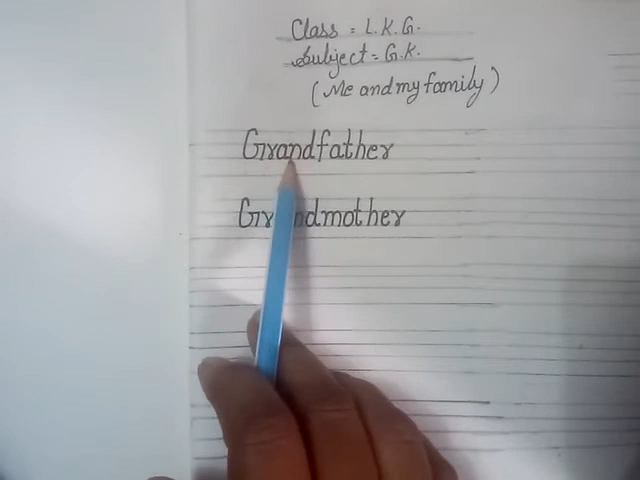 Class = L.K.G.
Subject = G.K.
(Me and my family)
Grandfather
Grandmother